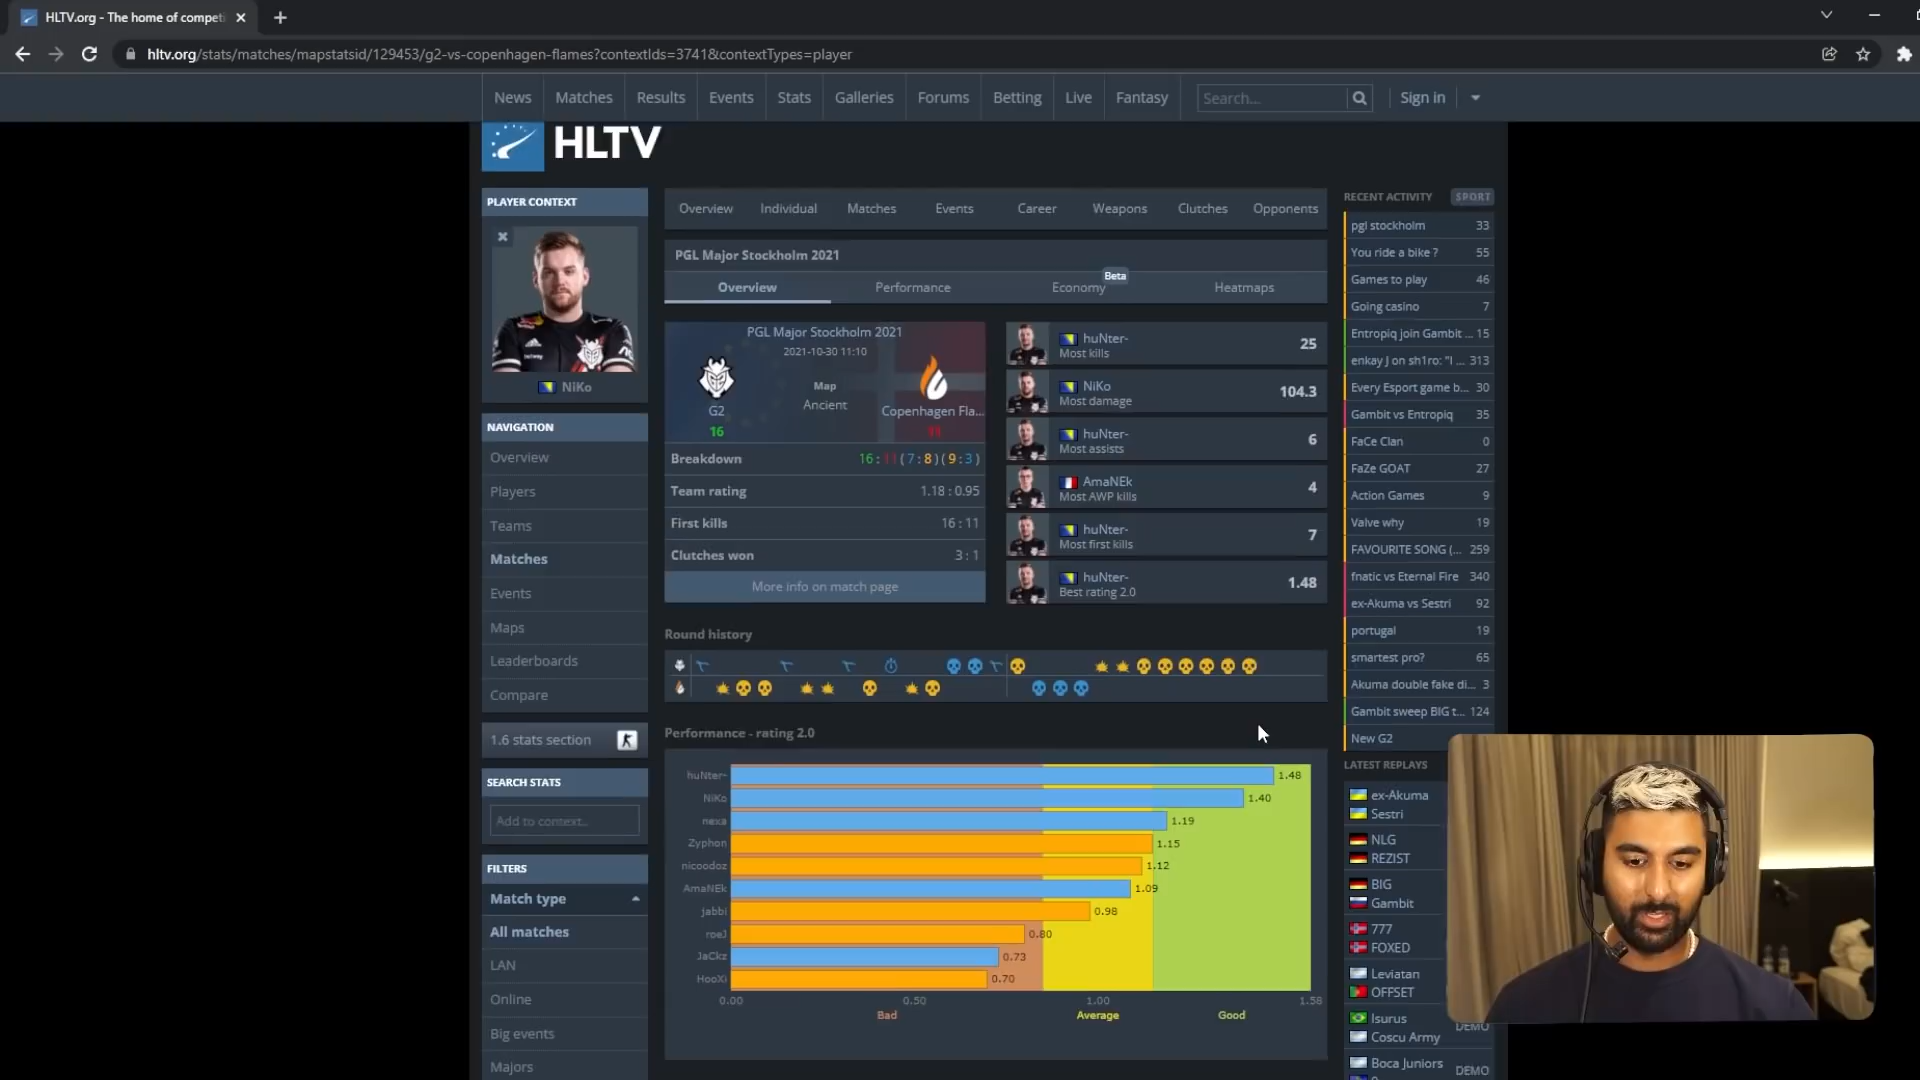 HLTV.org - The home of competi
hltv.org/stats/matches/mapstatsid/129453/g2-vs-copenhagen-flames?contextIds=3741&contextTypes=player
News
Matches
Results
Events
Stats
Galleries
Forums
Betting
Live
Fantasy
Search...
Sign in
HLTV
PLAYER CONTEXT
NiKo
NAVIGATION
Overview
Players
Teams
Matches
Events
Maps
Leaderboards
Compare
1.6 stats section
SEARCH STATS
Add to context..
FILTERS
Match type
All matches
LAN
Online
Big events
Majors
Overview
Individual
Matches
Events
Career
Weapons
Clutches
Opponents
PGL Major Stockholm 2021
Overview
Performance
Economy
Beta
Heatmaps
PGL Major Stockholm 2021
2021-10-30 11:10
Map
Ancient
G2
16
Copenhagen Fla...
11
Breakdown 16:11(7:8)(9:3)
Team rating 1.18 : 0.95
First kills 16 : 11
Clutches won 3 : 1
More info on match page
huNter-
Most kills
25
NiKo
Most damage
104.3
huNter-
Most assists
6
AmaNEk
Most AWP kills
4
huNter-
Most first kills
7
huNter-
Best rating 2.0
1.48
Round history
Performance - rating 2.0
huNter- 1.48
NiKo 1.40
nexa 1.19
Zyphon 1.15
nicoodoz 1.12
AmaNEk 1.09
jabbi 0.98
roeJ 0.80
JaCkz 0.73
HooXi 0.70
0.00 0.50 1.00 1.58
Bad Average Good
RECENT ACTIVITY SPORT
pgl stockholm 33
You ride a bike ? 55
Games to play 46
Going casino 7
Entropiq join Gambit ... 15
enkay J on sh1ro: "I ... 313
Every Esport game b... 30
Gambit vs Entropiq 35
FaCe Clan 0
FaZe GOAT 27
Action Games 9
Valve why 19
FAVOURITE SONG (... 259
fnatic vs Eternal Fire 340
ex-Akuma vs Sestri 92
portugal 19
smartest pro? 65
Akuma double fake di... 3
Gambit sweep BIG t... 124
New G2
LATEST REPLAYS
ex-Akuma
Sestri
NLG
REZIST
BIG
Gambit
777
FOXED
Leviatan
OFFSET
Isurus
Coscu Army
DEMO
Boca Juniors
DEMO